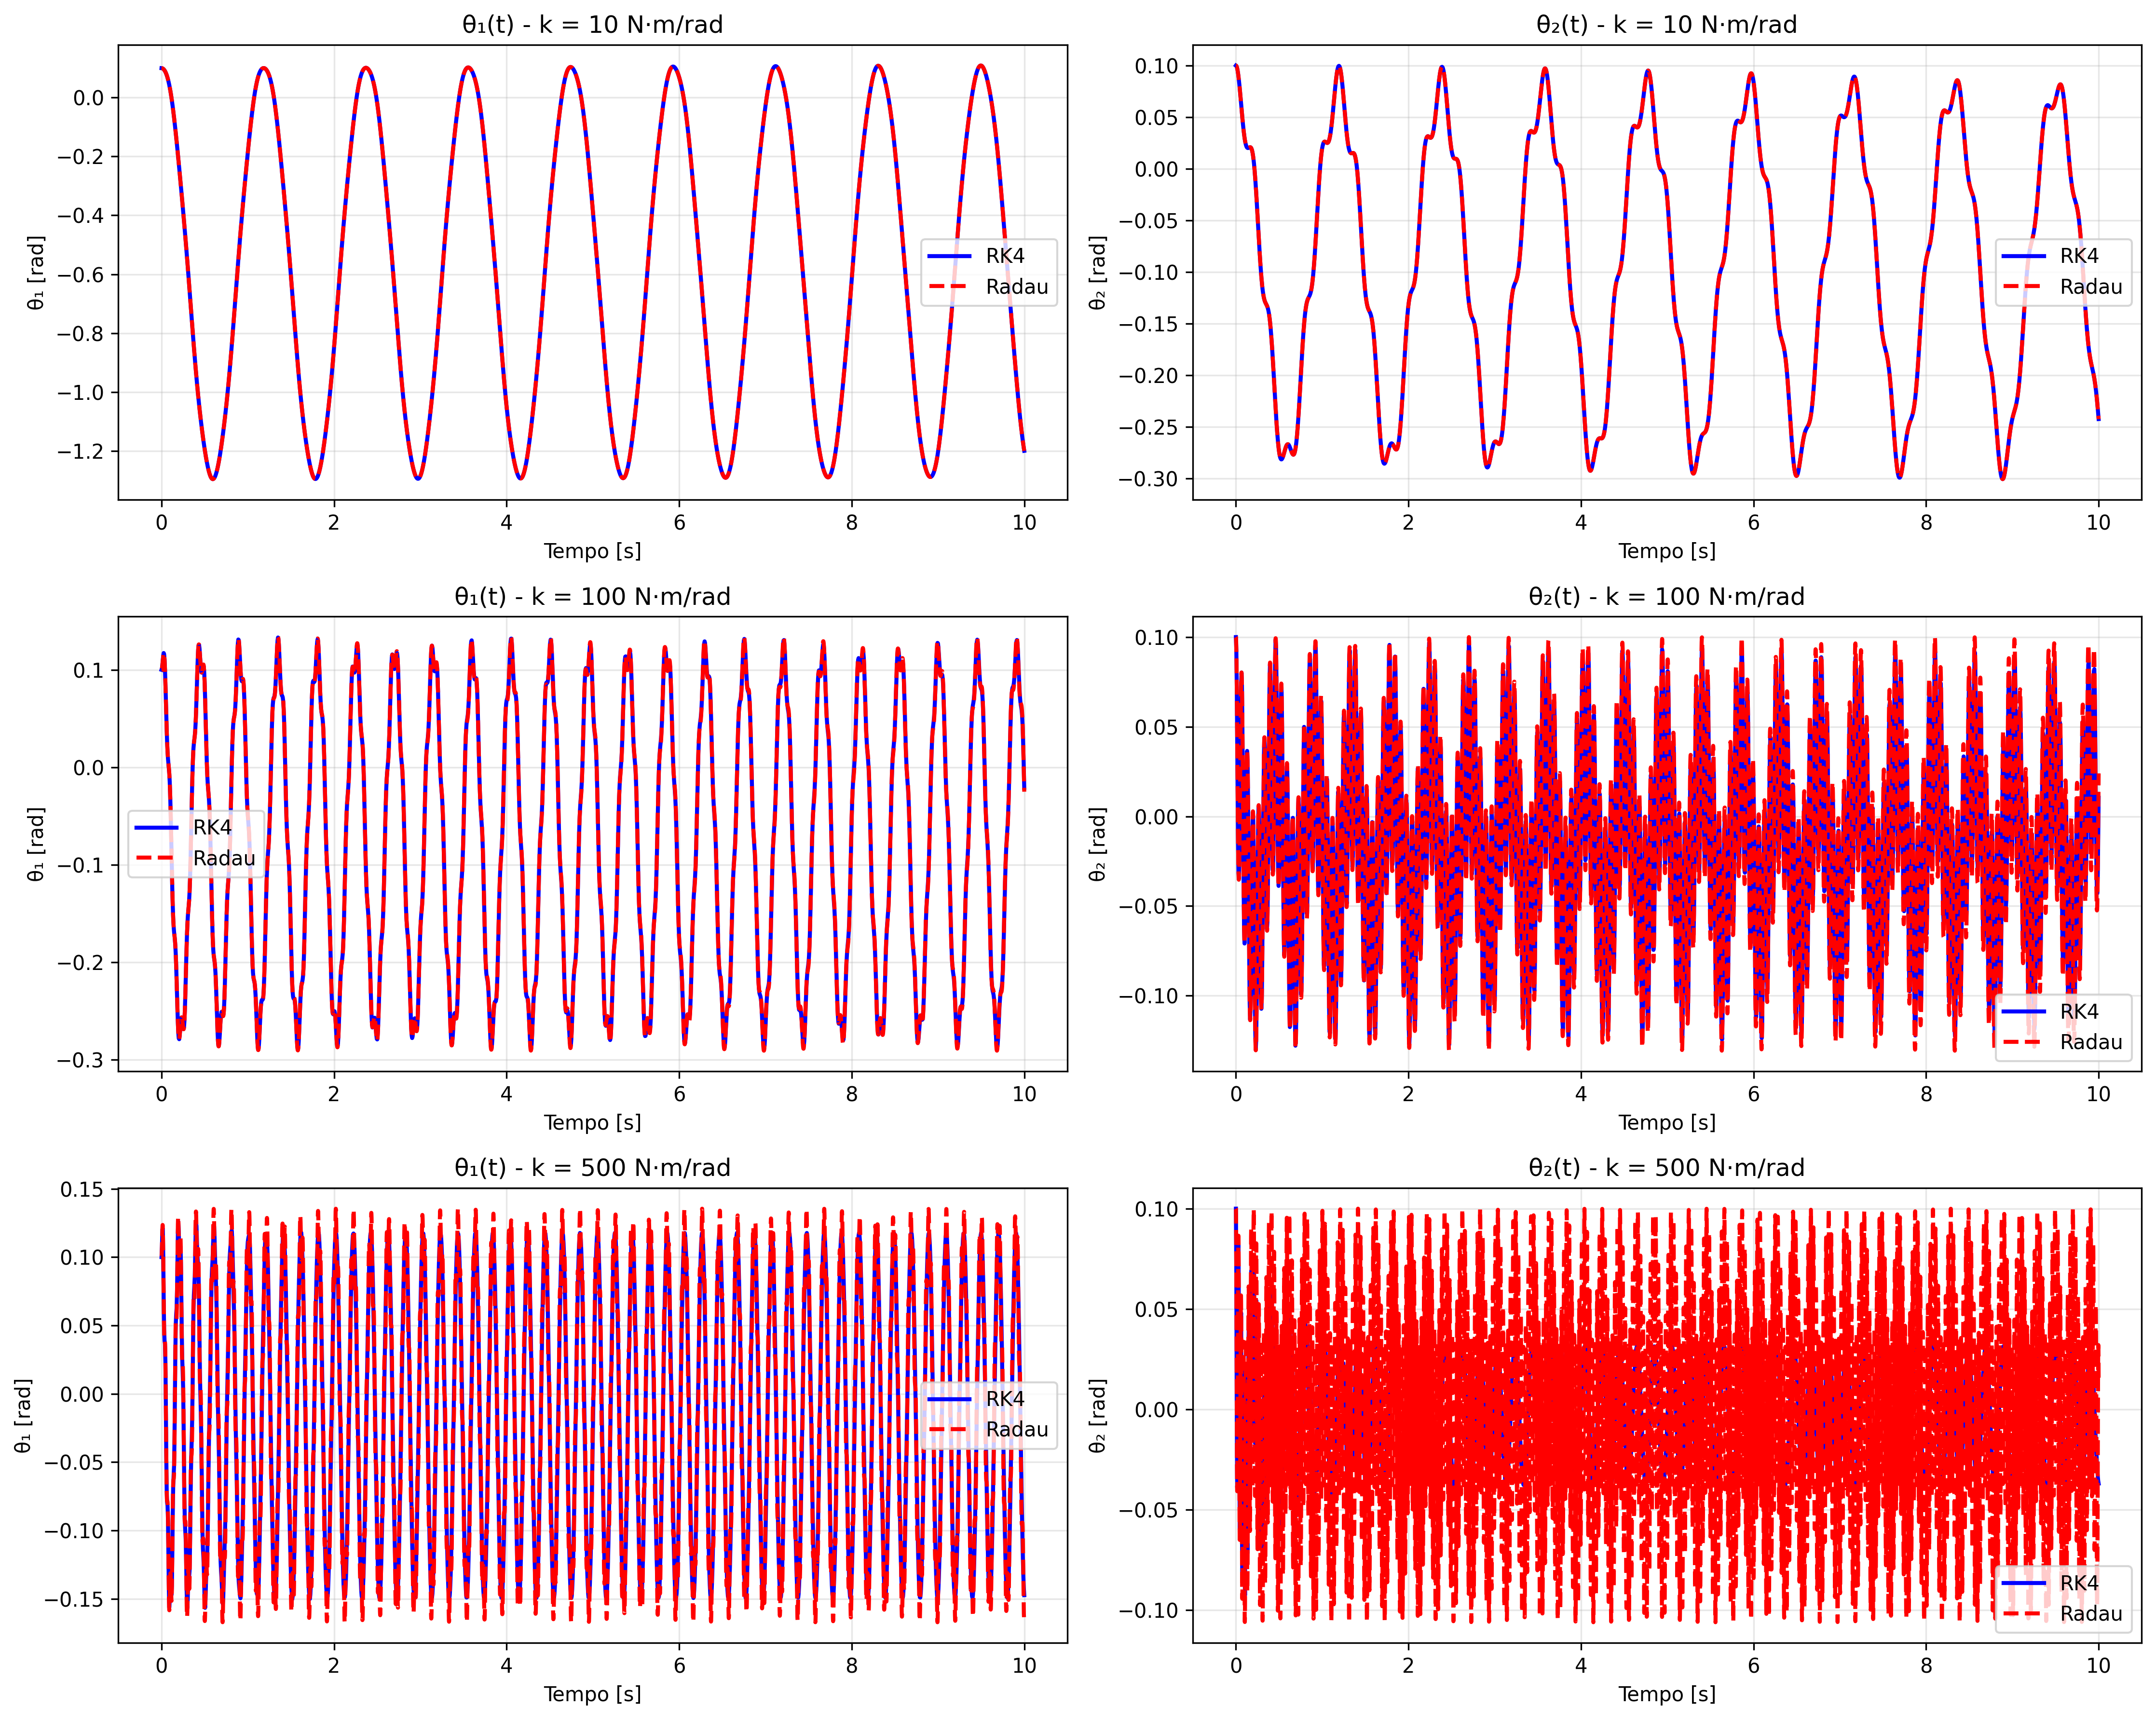 θ₁(t) - k = 10 N·m/rad
θ₁ [rad]
0.0
−0.2
−0.4
−0.6
−0.8
−1.0
−1.2
RK4
Radau
0 2 4 6 8 10
Tempo [s]
θ₂(t) - k = 10 N·m/rad
θ₂ [rad]
0.10
0.05
0.00
−0.05
−0.10
−0.15
−0.20
−0.25
−0.30
RK4
Radau
0 2 4 6 8 10
Tempo [s]
θ₁(t) - k = 100 N·m/rad
θ₁ [rad]
0.1
0.0
−0.1
−0.2
−0.3
RK4
Radau
0 2 4 6 8 10
Tempo [s]
θ₂(t) - k = 100 N·m/rad
θ₂ [rad]
0.10
0.05
0.00
−0.05
−0.10
RK4
Radau
0 2 4 6 8 10
Tempo [s]
θ₁(t) - k = 500 N·m/rad
θ₁ [rad]
0.15
0.10
0.05
0.00
−0.05
−0.10
−0.15
RK4
Radau
0 2 4 6 8 10
Tempo [s]
θ₂(t) - k = 500 N·m/rad
θ₂ [rad]
0.10
0.05
0.00
−0.05
−0.10
RK4
Radau
0 2 4 6 8 10
Tempo [s]